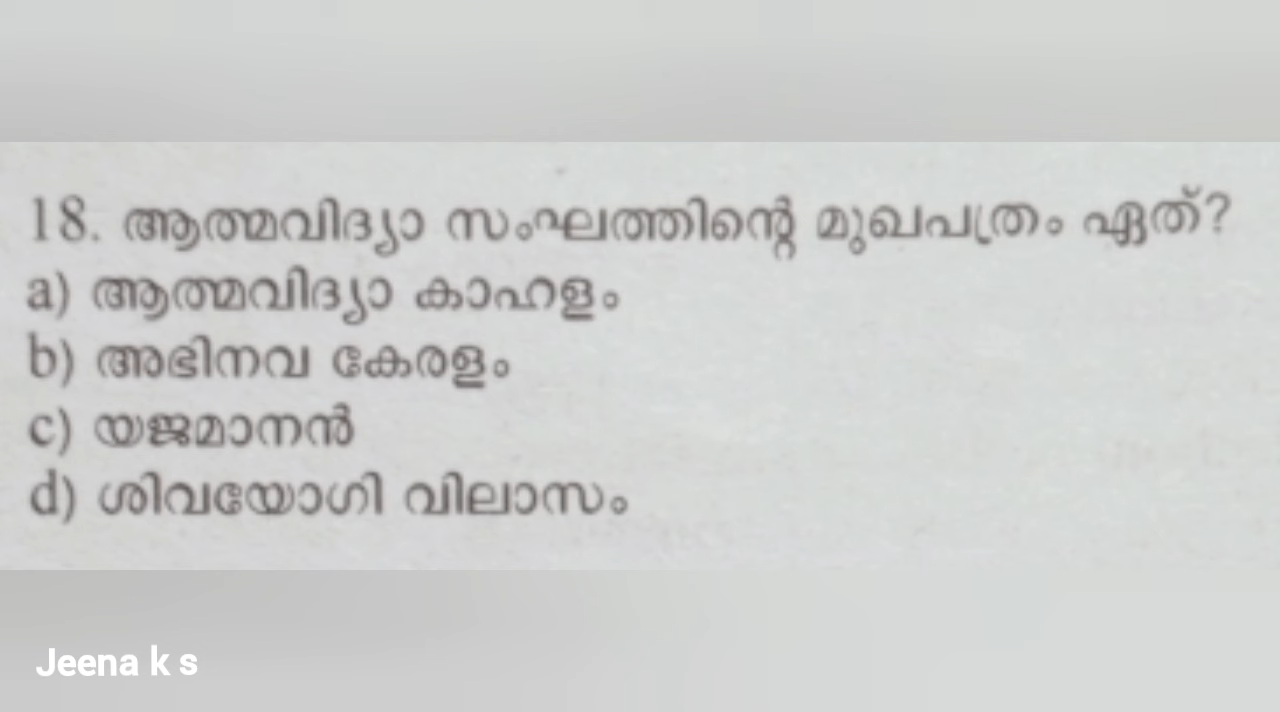 18. ആത്മവിദ്യാ സംഘത്തിന്റെ മുഖപത്രം ഏത്?
a) ആത്മവിദ്യാ കാഹളം
b) അഭിനവ കേരളം
c) യജമാനൻ
d) ശിവയോഗി വിലാസം
Jeena k s